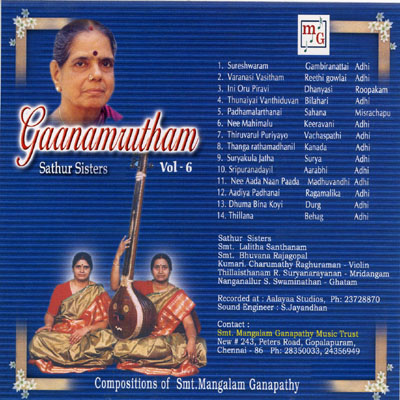 mG
Gaanamrutham
Sathur Sisters
Vol - 6
1. Sureshwaram Gambiranattai Adhi
2. Varanasi Vasitham Reethi gowlai Adhi
3. Ini Oru Piravi Dhanyasi Roopakam
4. Thunaiyai Vanthiduvan Bilahari Adhi
5. Padhamalarthanai Sahana Misrachapu
6. Nee Mahimalu Keeravani Adhi
7. Thiruvarul Puriyayo Vachaspathi Adhi
8. Thanga rathamadhanil Kanada Adhi
9. Suryakula Jatha Surya Adhi
10. Sripuranadayil Aarabhi Adhi
11. Nee Aada Naan Paada Madhuvandhi Adhi
12. Aadiya Padhanai Ragamalika Adhi
13. Dhuma Bina Koyi Durg Adhi
14. Thillana Behag Adhi
Sathur Sisters
Smt. Lalitha Santhanam
Smt. Bhuvana Rajagopal
Kumari. Charumathy Raghuraman - Violin
Thillaisthanam R. Suryanarayanan - Mridangam
Nanganallur S. Swaminathan - Ghatam
Recorded at : Aalayaa Studios, Ph: 23728870
Sound Engineer : S.Jayandhan
Contact :
Smt. Mangalam Ganapathy Music Trust
New # 243, Peters Road, Gopalapuram,
Chennai - 86 Ph: 28350033, 24356949
Compositions of Smt.Mangalam Ganapathy